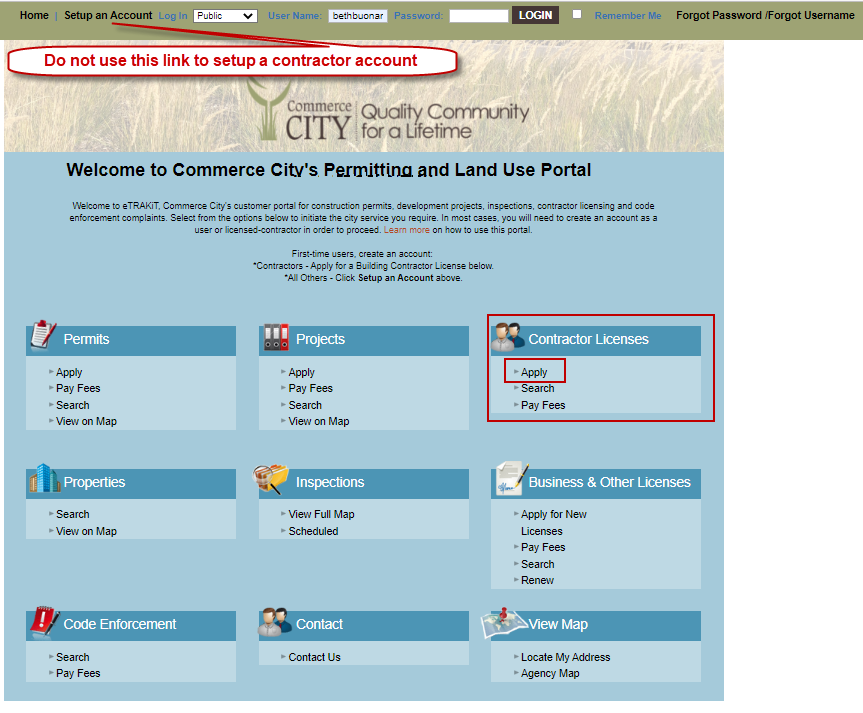 Home | Setup an Account Log In Public User Name: bethbuonar Password: LOGIN Remember Me Forgot Password /Forgot Username
Do not use this link to setup a contractor account
Commerce CITY Quality Community for a Lifetime
Welcome to Commerce City's Permitting and Land Use Portal
Welcome to eTRAKiT, Commerce City's customer portal for construction permits, development projects, inspections, contractor licensing and code
enforcement complaints. Select from the options below to initiate the city service you require. In most cases, you will need to create an account as a
user or licensed-contractor in order to proceed. Learn more on how to use this portal.
First-time users, create an account:
*Contractors - Apply for a Building Contractor License below.
*All Others - Click Setup an Account above.
Permits
Apply
Pay Fees
Search
View on Map
Projects
Apply
Pay Fees
Search
View on Map
Contractor Licenses
Apply
Search
Pay Fees
Properties
Search
View on Map
Inspections
View Full Map
Scheduled
Business & Other Licenses
Apply for New
Licenses
Pay Fees
Search
Renew
Code Enforcement
Search
Pay Fees
Contact
Contact Us
View Map
Locate My Address
Agency Map